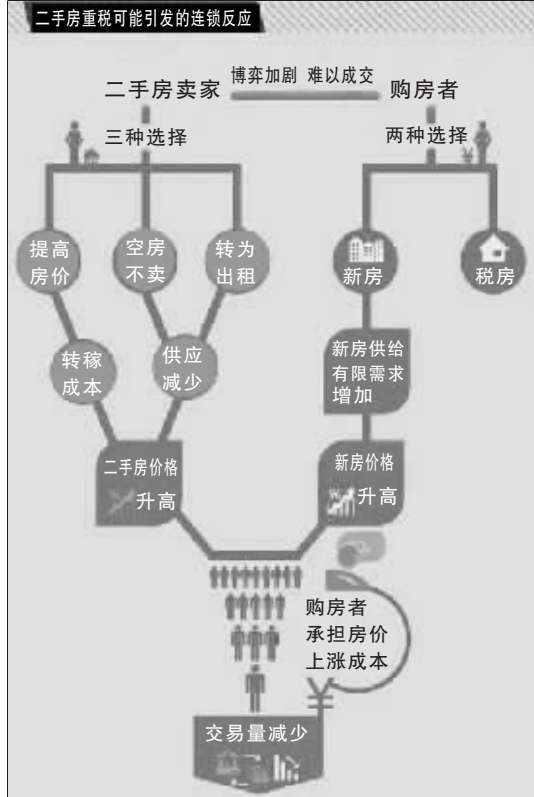 二手房重税可能引发的连锁反应
二手房卖家
博弈加剧 难以成交
购房者
三种选择
两种选择
提高
房价
空房
不卖
转为
出租
新房
税房
转稼
成本
供应
减少
新房供给
有限需求
增加
二手房价格
升高
新房价格
升高
购房者
承担房价
上涨成本
¥
交易量减少